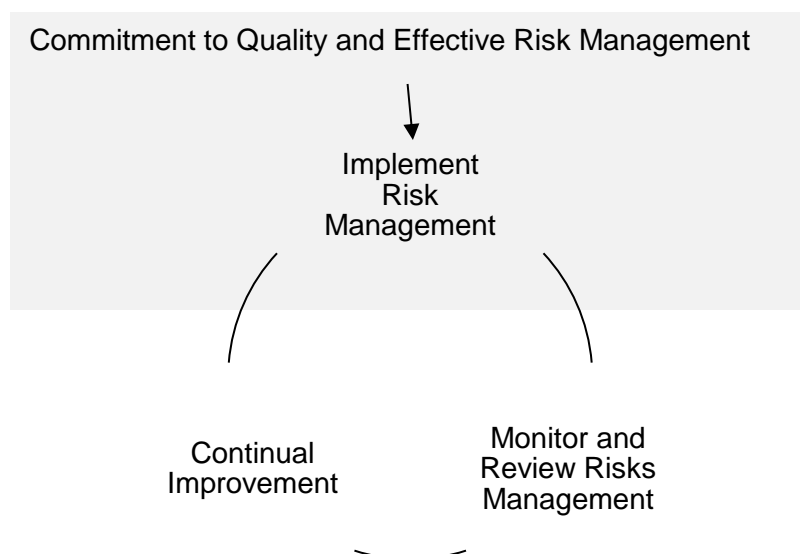 Commitment to Quality and Effective Risk Management
Implement
Risk
Management
Continual
Improvement
Monitor and
Review Risks
Management